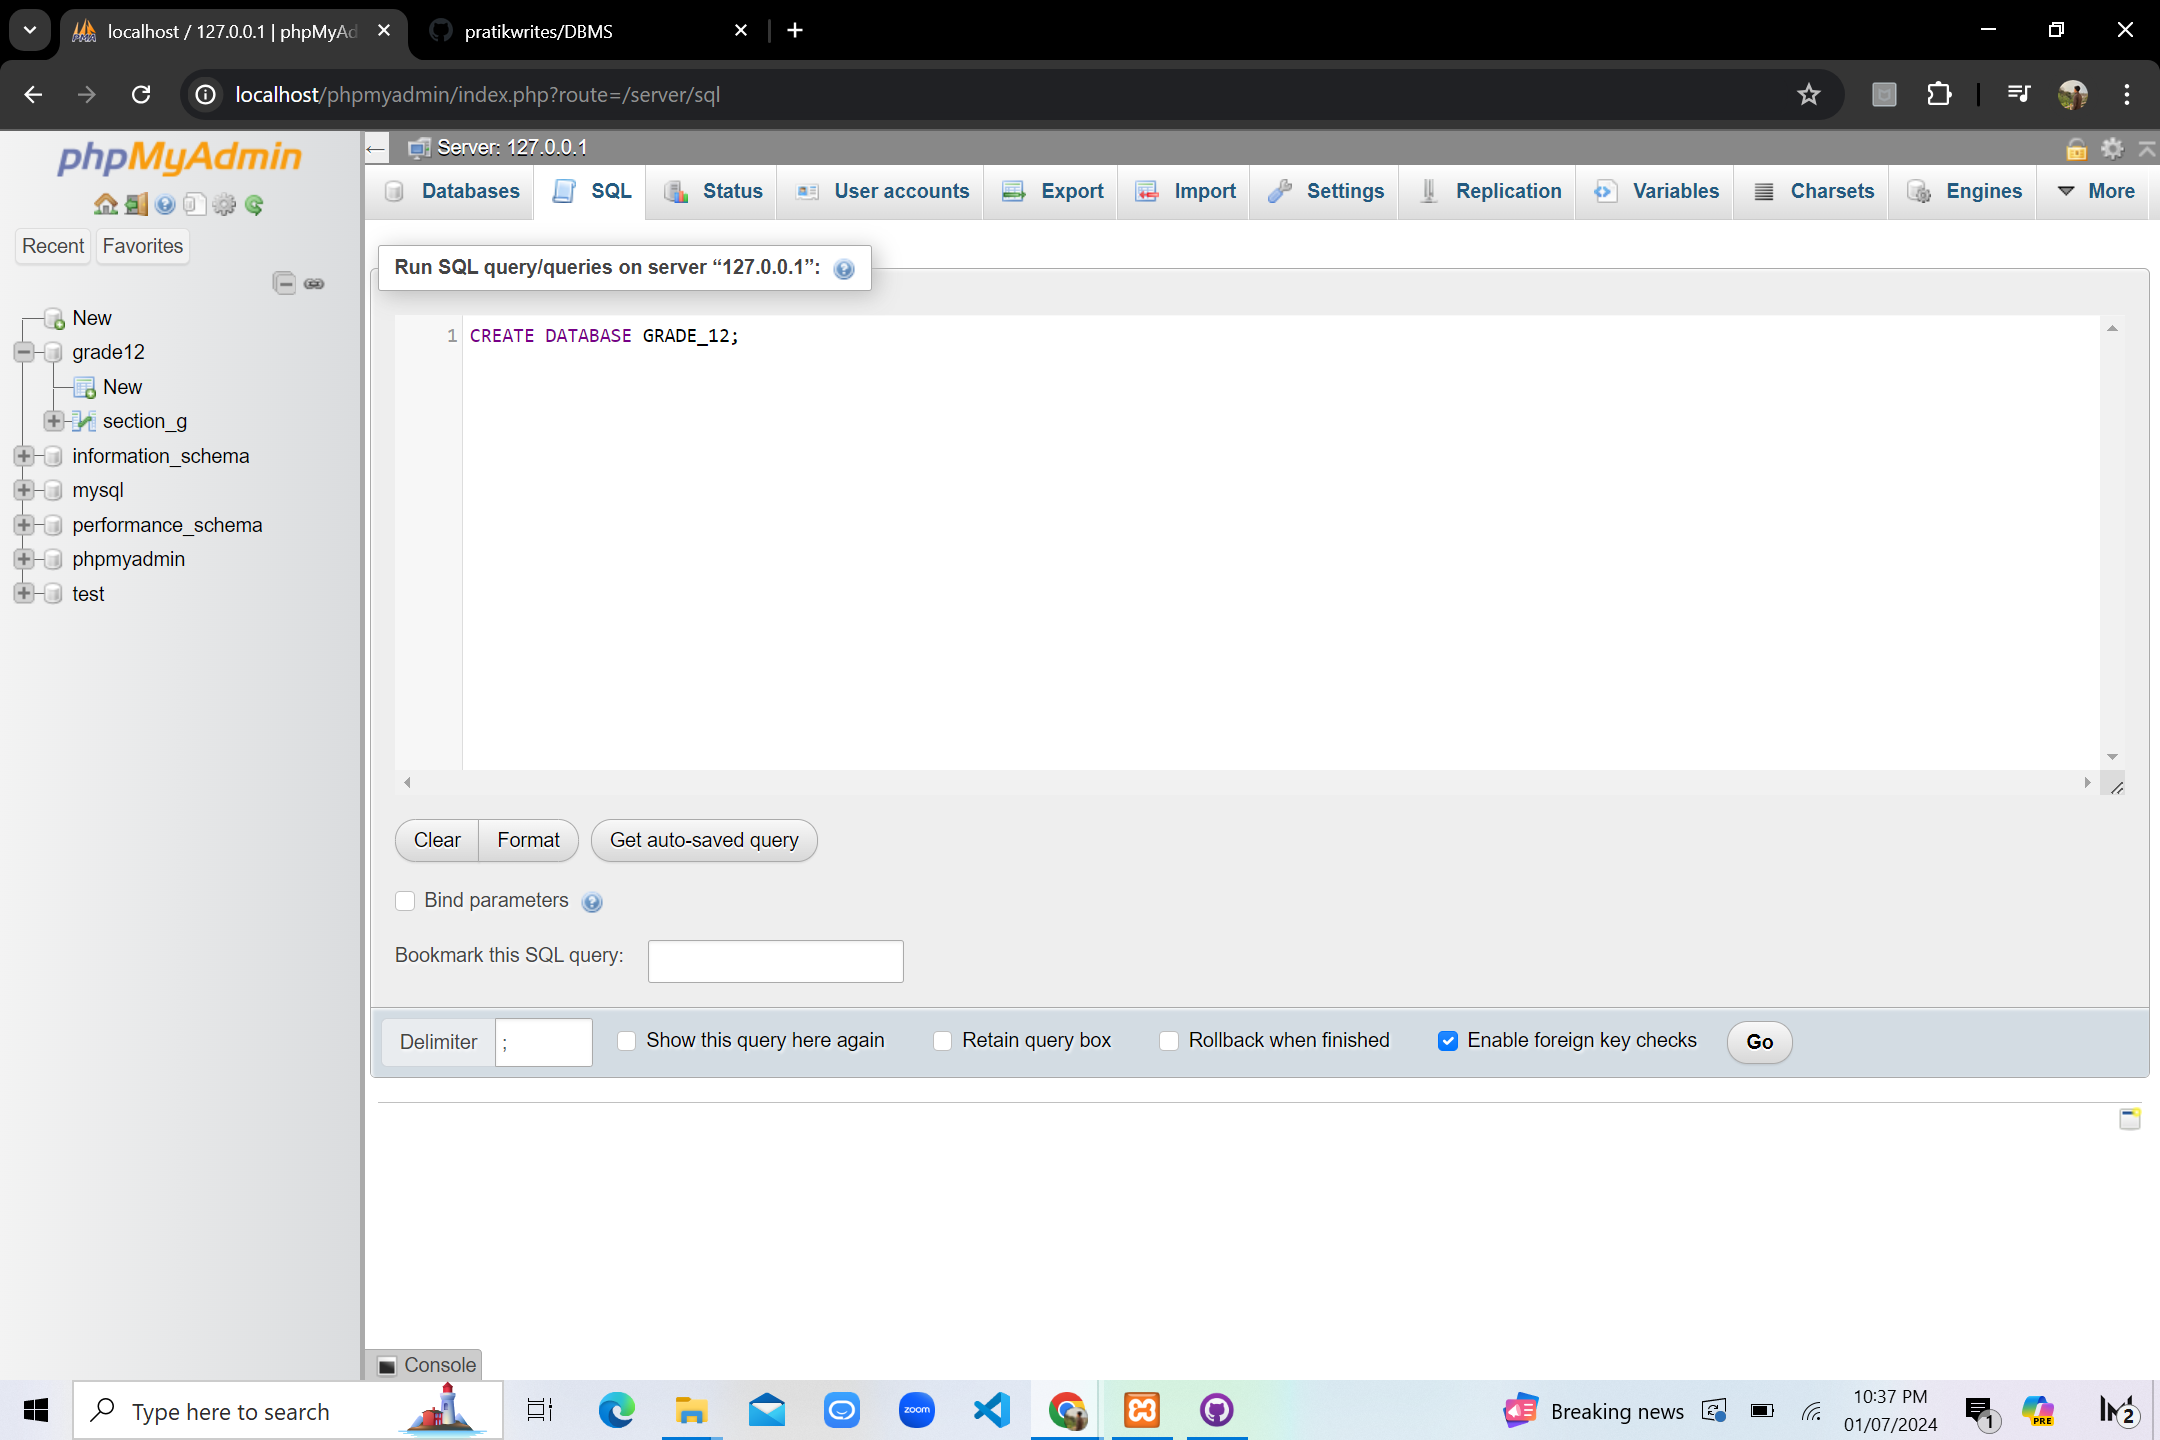 localhost / 127.0.0.1 | phpMyAd
pratikwrites/DBMS
localhost/phpmyadmin/index.php?route=/server/sql
phpMyAdmin
Recent Favorites
New
grade12
New
section_g
information_schema
mysql
performance_schema
phpmyadmin
test
Server: 127.0.0.1
Databases SQL Status User accounts Export Import Settings Replication Variables Charsets Engines More
Run SQL query/queries on server “127.0.0.1”:
1 CREATE DATABASE GRADE_12;
Clear Format Get auto-saved query
Bind parameters
Bookmark this SQL query:
Delimiter ; Show this query here again Retain query box Rollback when finished Enable foreign key checks Go
Console
Type here to search
zoom
Breaking news
10:37 PM
01/07/2024
1
PRE
2